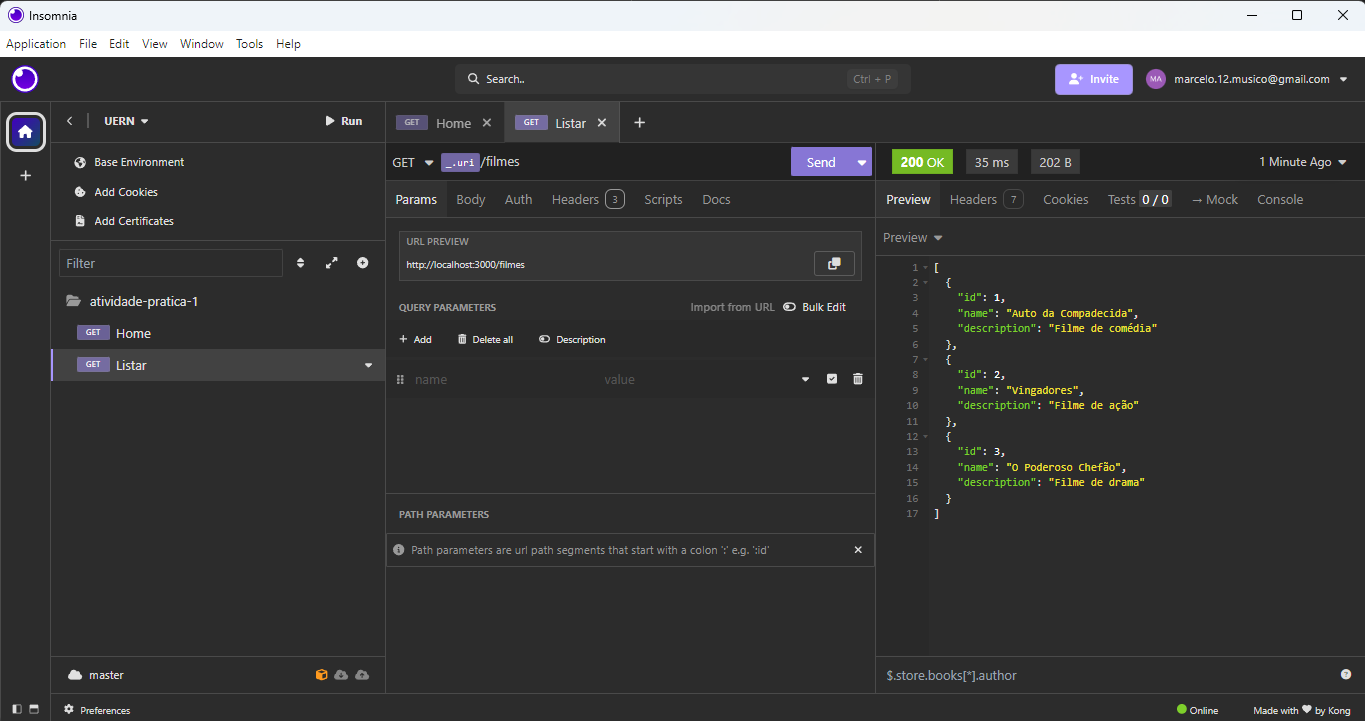 Insomnia
Application File Edit View Window Tools Help
Search.. Ctrl + P
Invite
MA marcelo.12.musico@gmail.com
UERN
Run
Base Environment
Add Cookies
Add Certificates
Filter
atividade-pratica-1
GET Home
GET Listar
master
Preferences
GET Home
GET Listar
GET _.uri/filmes
Send
Params Body Auth Headers 3 Scripts Docs
URL PREVIEW
http://localhost:3000/filmes
QUERY PARAMETERS Import from URL Bulk Edit
Add Delete all Description
name value
PATH PARAMETERS
Path parameters are url path segments that start with a colon ':' e.g. ':id'
200 OK 35 ms 202 B 1 Minute Ago
Preview Headers 7 Cookies Tests 0 / 0 → Mock Console
Preview
1 [
2 {
3 "id": 1,
4 "name": "Auto da Compadecida",
5 "description": "Filme de comédia"
6 },
7 {
8 "id": 2,
9 "name": "Vingadores",
10 "description": "Filme de ação"
11 },
12 {
13 "id": 3,
14 "name": "O Poderoso Chefão",
15 "description": "Filme de drama"
16 }
17 ]
$.store.books[*].author
Online
Made with ❤ by Kong